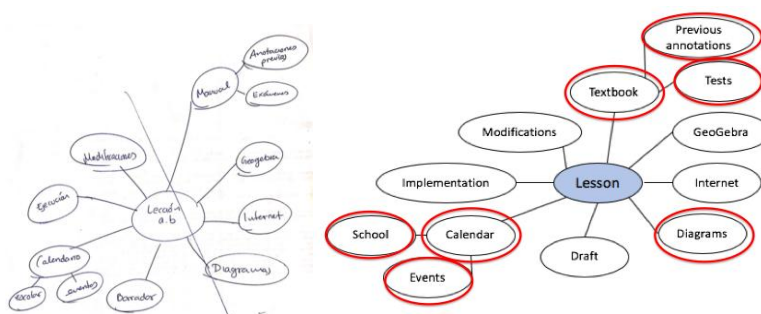 Anotaciones
previas
Manual
Exámenes
Modificaciones
Geogebra
Ejecución
Lección
a.b
Internet
Calendario
Diagramas
escolar
eventos
Borrador
Previous
annotations
Textbook
Tests
Modifications
GeoGebra
Implementation
Lesson
Internet
School
Calendar
Diagrams
Events
Draft